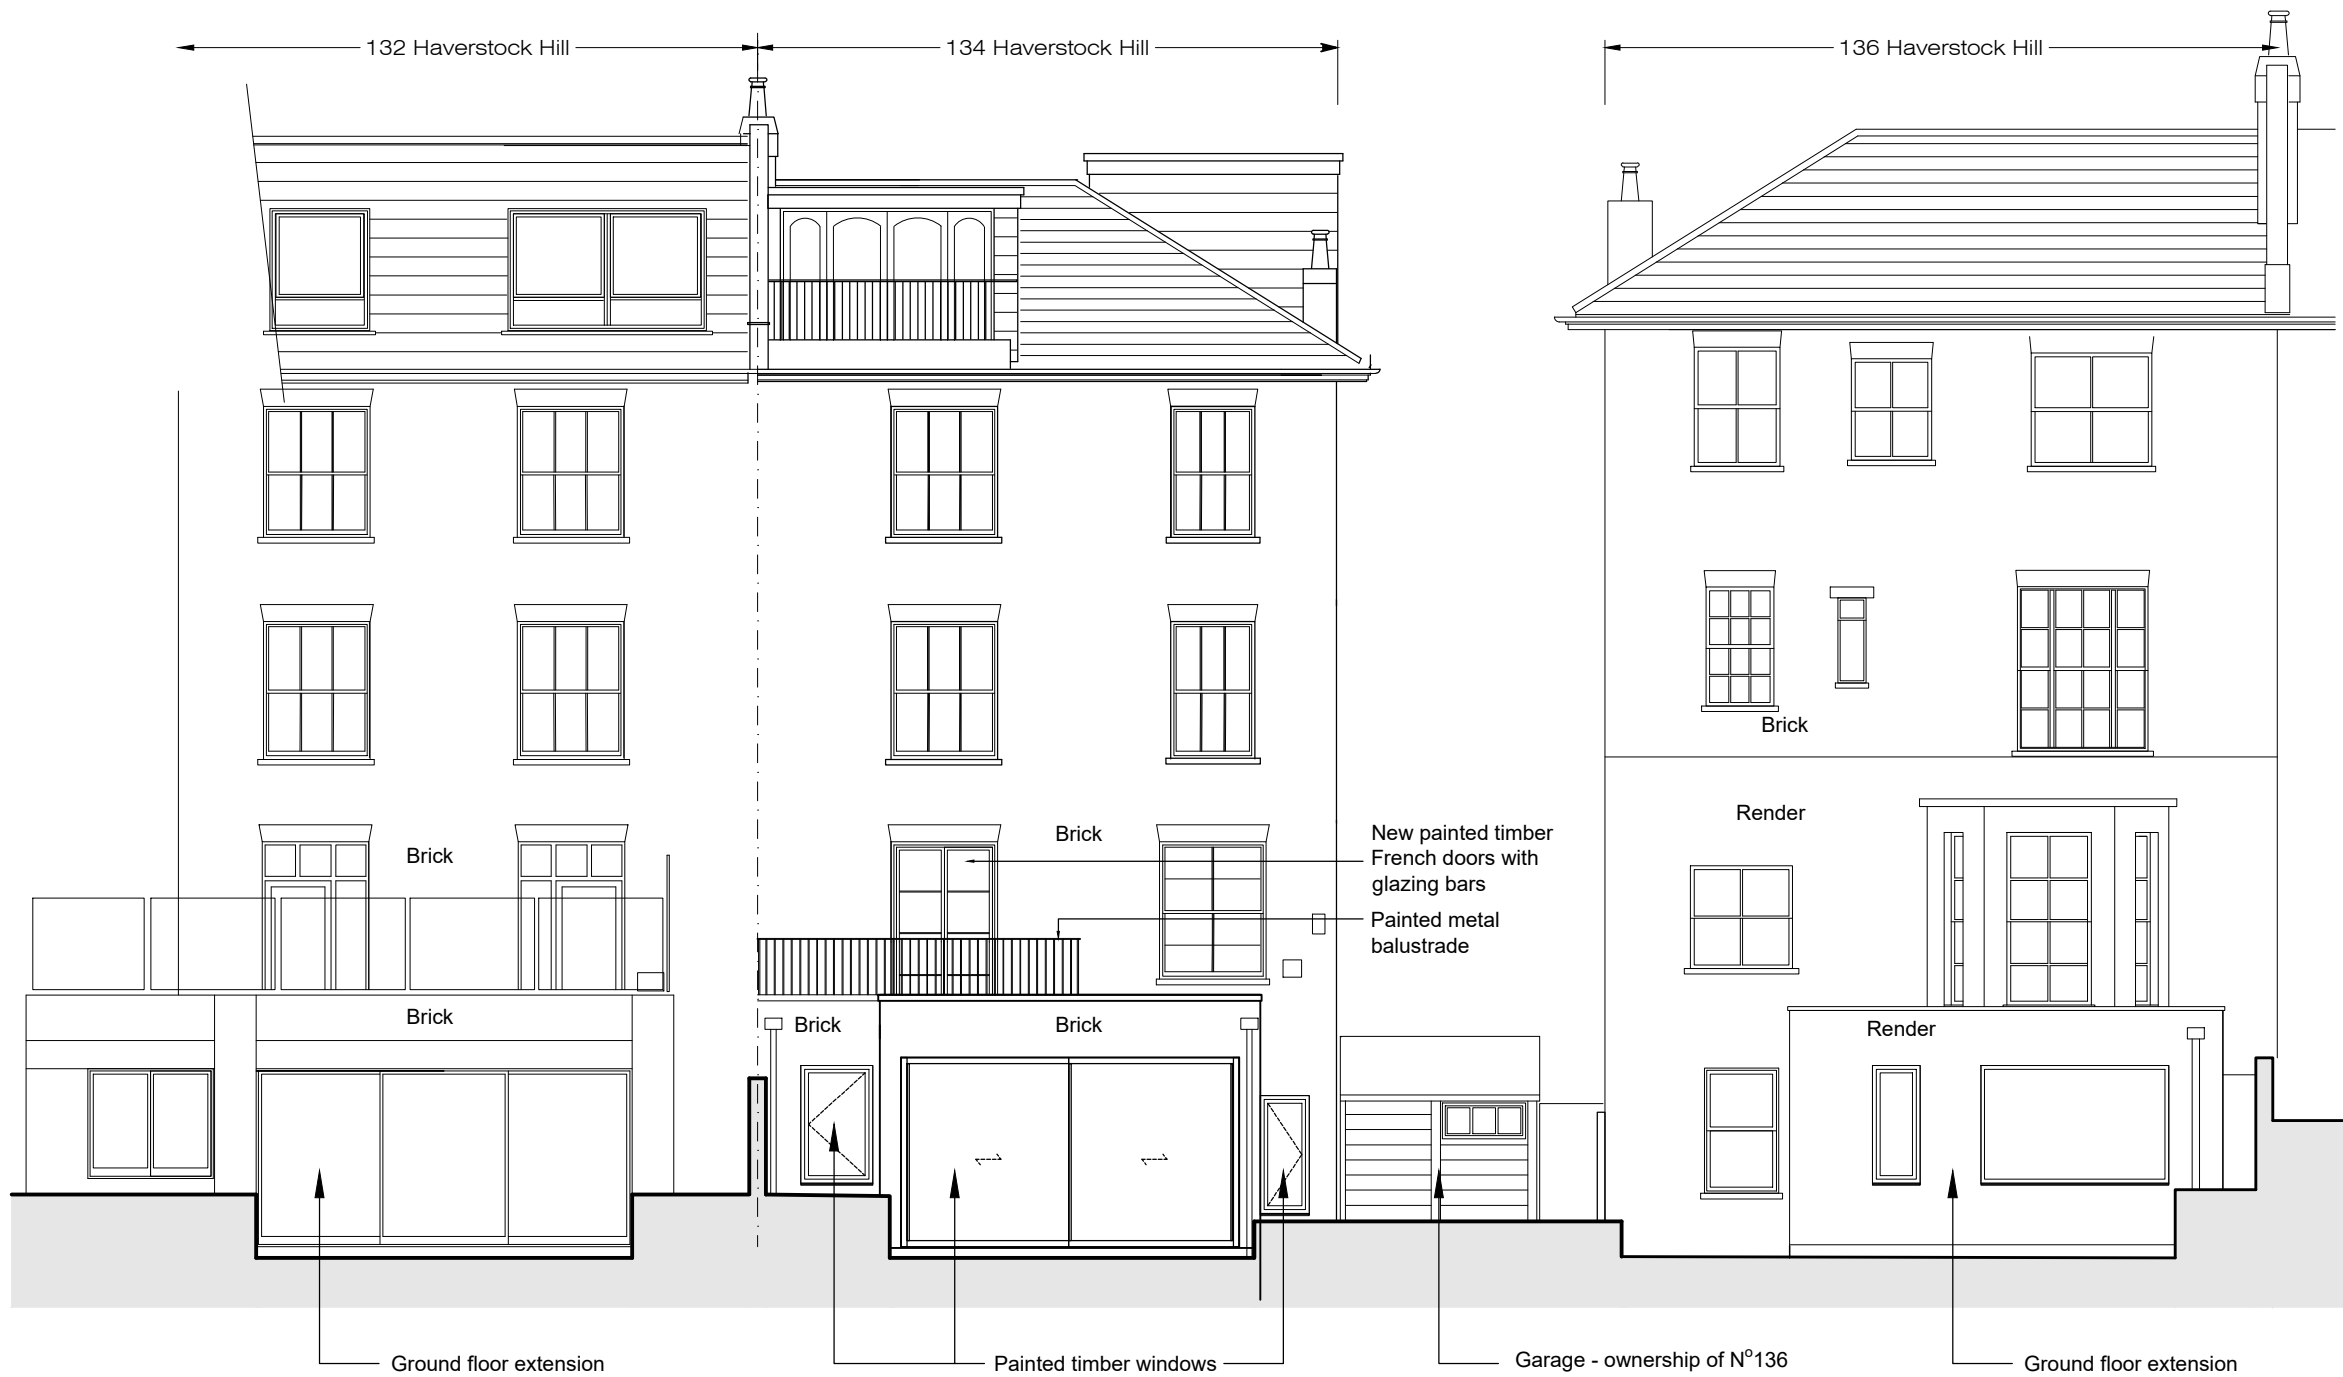 132 Haverstock Hill
134 Haverstock Hill
136 Haverstock Hill
Brick
Render
New painted timber
French doors with
glazing bars
Brick
Brick
Painted metal
balustrade
Brick
Brick
Brick
Render
Ground floor extension
Painted timber windows
Garage - ownership of Nº136
Ground floor extension